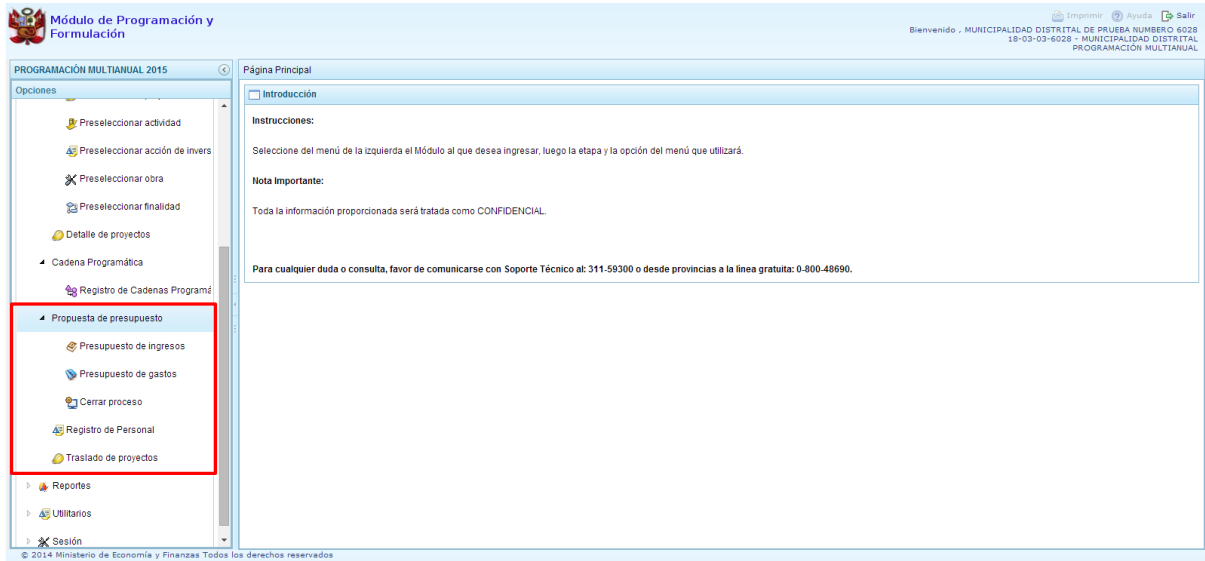 Módulo de Programación y
Formulación
Imprimir Ayuda Salir
Bienvenido , MUNICIPALIDAD DISTRITAL DE PRUEBA NUMBERO 6028
18-03-03-6028 - MUNICIPALIDAD DISTRITAL
PROGRAMACIÓN MULTIANUAL
PROGRAMACIÓN MULTIANUAL 2015
Opciones
Preseleccionar actividad
Preseleccionar acción de invers
Preseleccionar obra
Preseleccionar finalidad
Detalle de proyectos
Cadena Programática
Registro de Cadenas Programá
Propuesta de presupuesto
Presupuesto de ingresos
Presupuesto de gastos
Cerrar proceso
Registro de Personal
Traslado de proyectos
Reportes
Utilitarios
Sesión
Página Principal
Introducción
Instrucciones:
Seleccione del menú de la izquierda el Módulo al que desea ingresar, luego la etapa y la opción del menú que utilizará.
Nota Importante:
Toda la información proporcionada será tratada como CONFIDENCIAL.
Para cualquier duda o consulta, favor de comunicarse con Soporte Técnico al: 311-59300 o desde provincias a la línea gratuita: 0-800-48690.
© 2014 Ministerio de Economía y Finanzas Todos los derechos reservados